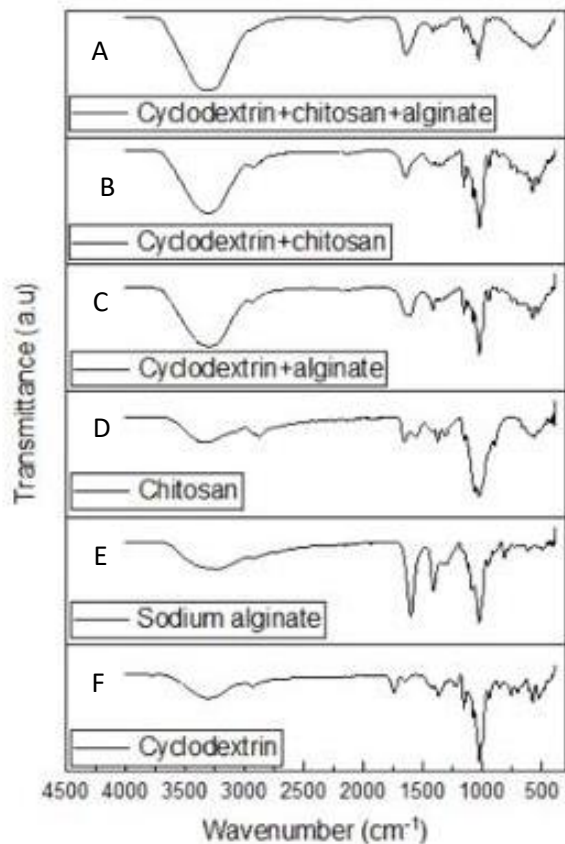 A
Cyclodextrin+chitosan+alginate
B
Cyclodextrin+chitosan
C
Cyclodextrin+alginate
D
Chitosan
E
Sodium alginate
F
Cyclodextrin
Transmittance (a.u)
4500 4000 3500 3000 2500 2000 1500 1000 500
Wavenumber (cm⁻¹)